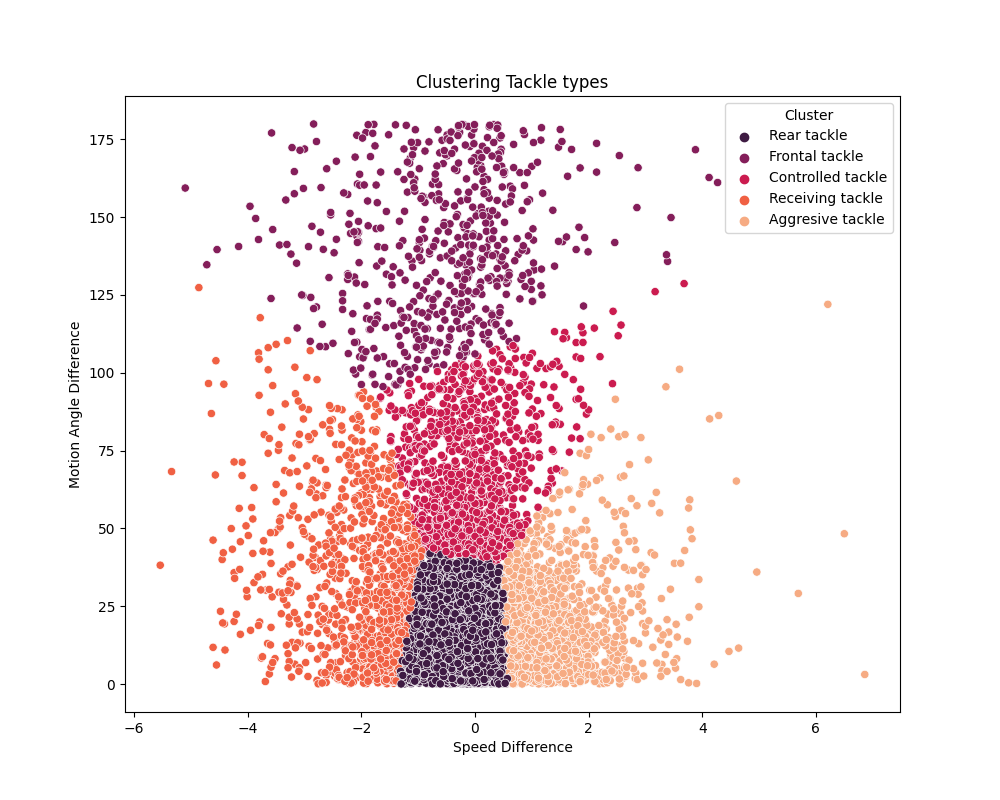 Clustering Tackle types
Cluster
Rear tackle
Frontal tackle
Controlled tackle
Receiving tackle
Aggresive tackle
175
150
125
100
75
50
25
0
Motion Angle Difference
−6
−4
−2
0
2
4
6
Speed Difference